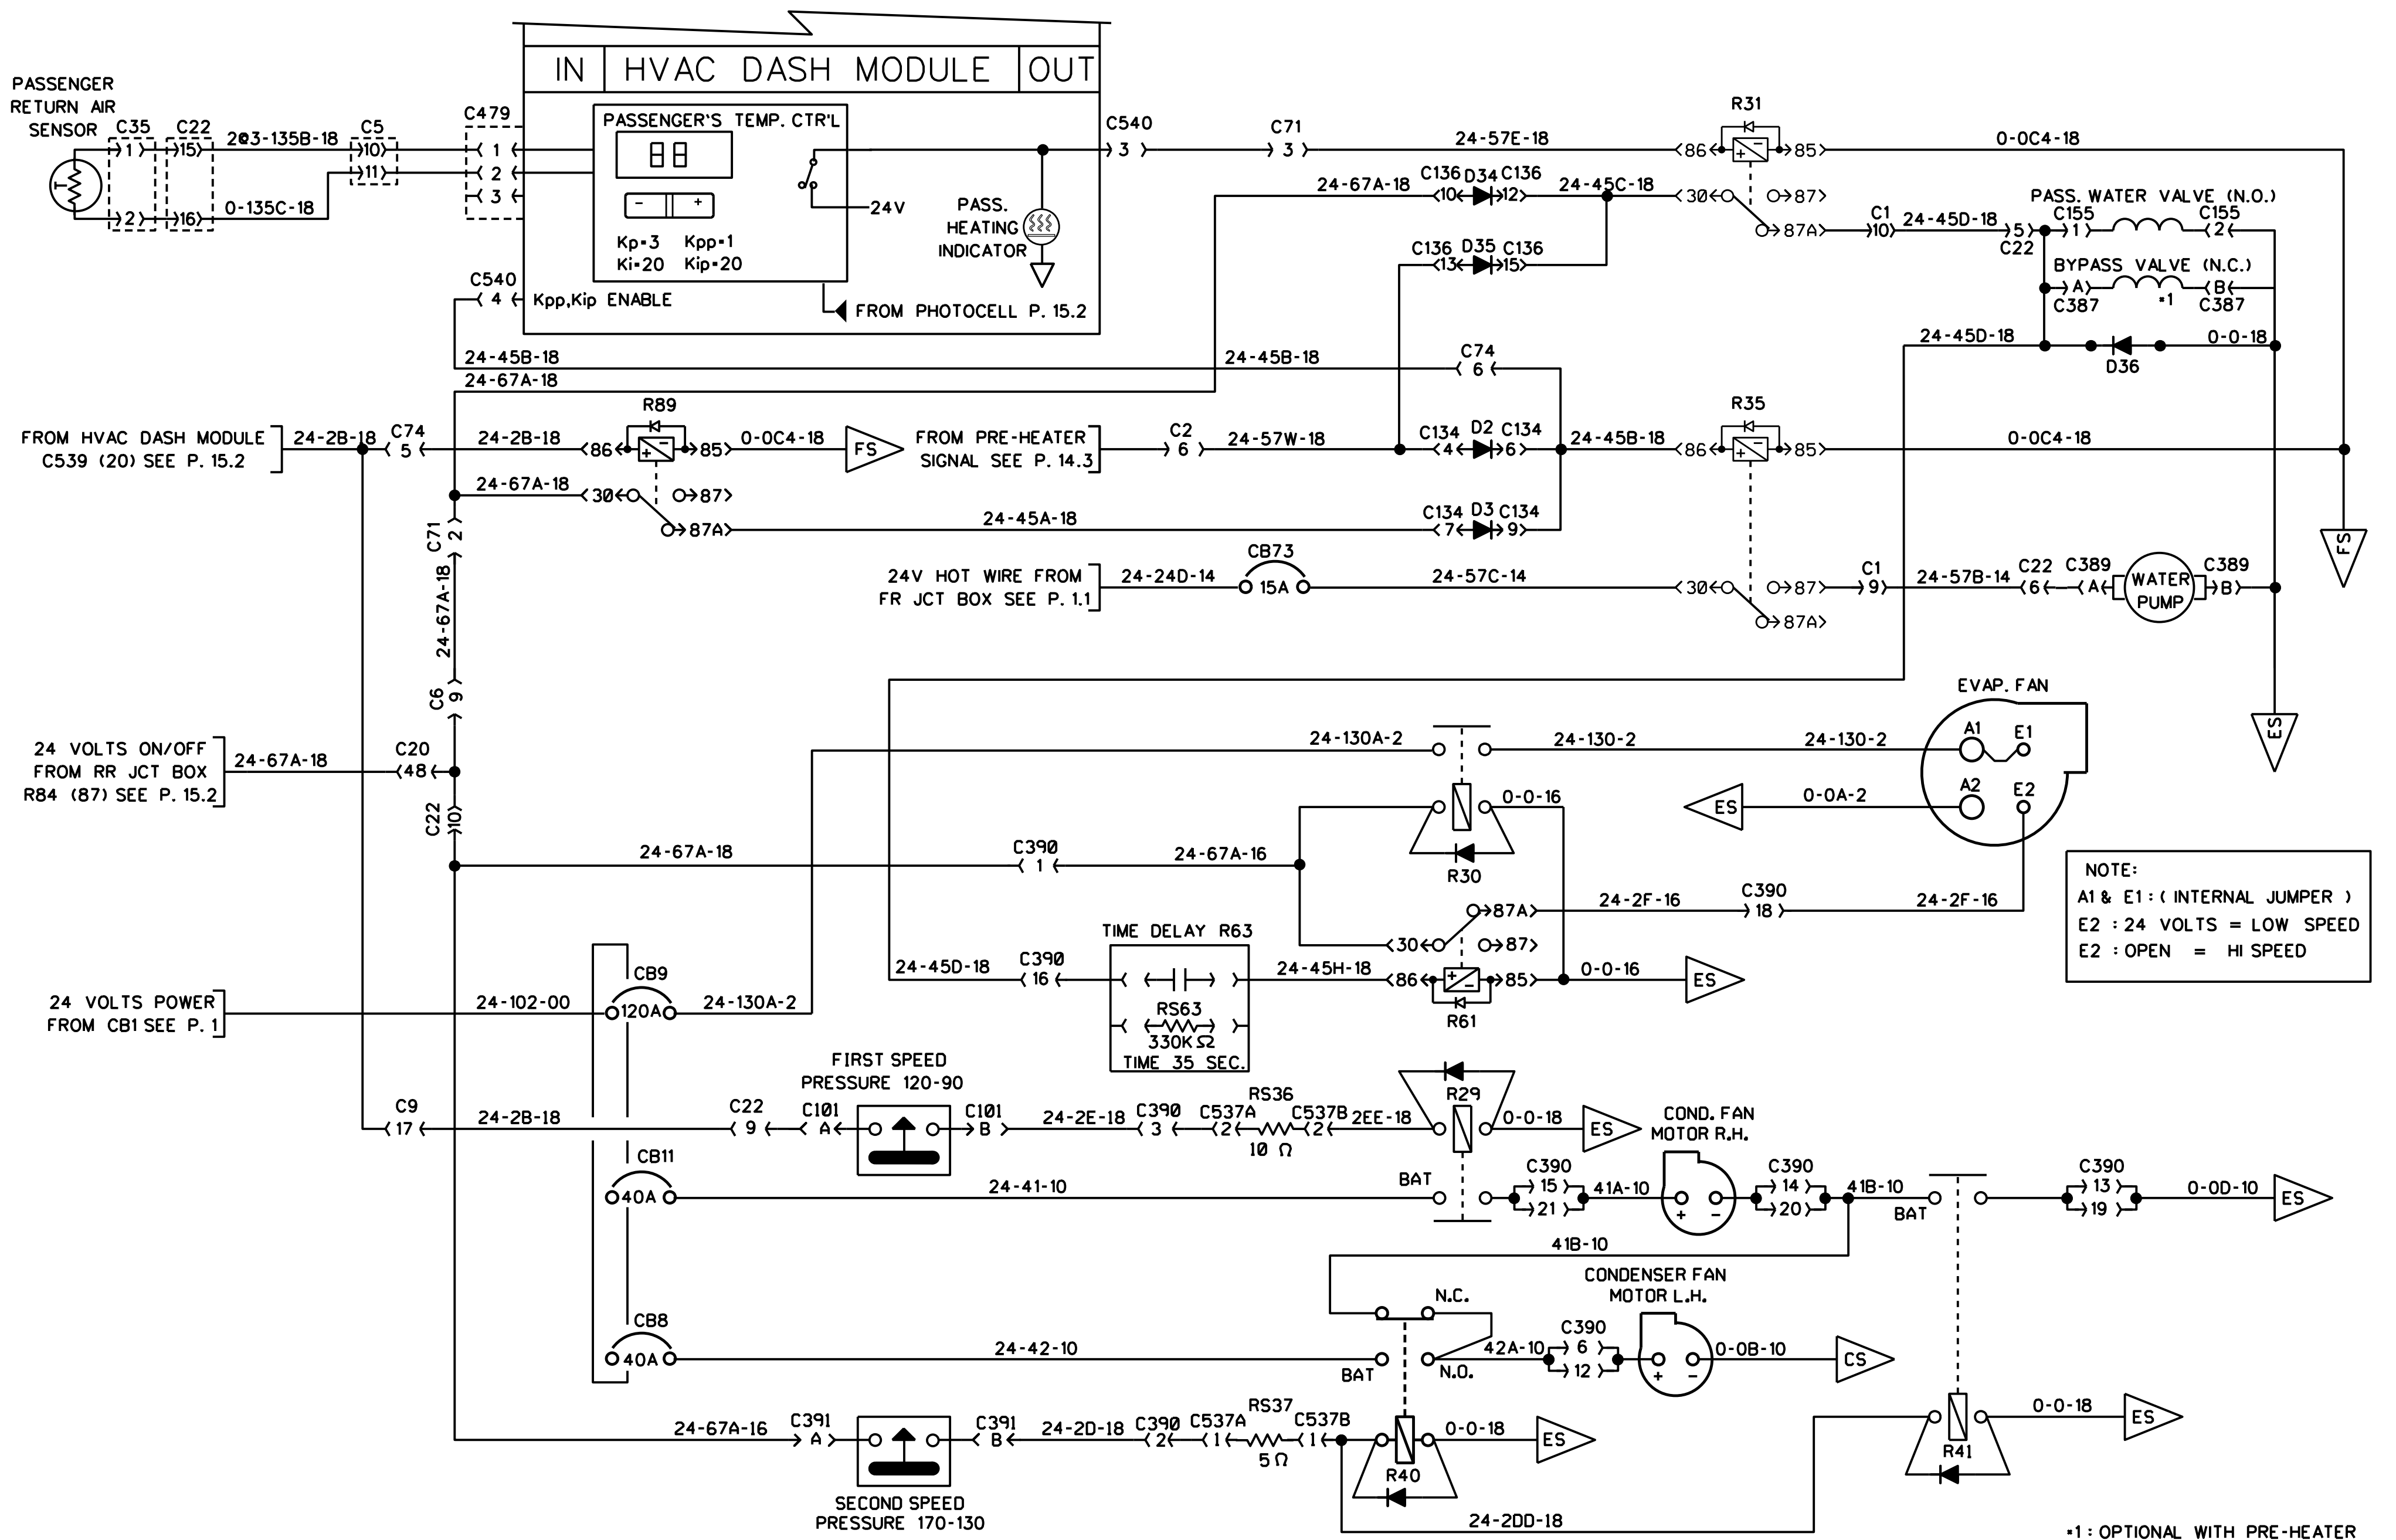 IN HVAC DASH MODULE OUT
PASSENGER
RETURN AIR
SENSOR
C35 C22 203-135B-18 C5 C479
1 15 10 1
11 2
3
2 16 0-135C-18
PASSENGER'S TEMP. CTR'L
88
- +
Kp=3 Kpp=1
Ki=20 Kip=20
24V
PASS.
HEATING
INDICATOR
C540
4 Kpp,Kip ENABLE
FROM PHOTOCELL P. 15.2
C540 C71 R31
3 3 24-57E-18 86 + - 85 0-0C4-18
24-67A-18 C136 D34 C136 24-45C-18
10 12 30 87
87A
C136 D35 C136
13 15
PASS. WATER VALVE (N.O.)
C1 24-45D-18 C155 C155
10 5 1 2
C22
BYPASS VALVE (N.C.)
A *1 B
C387 C387
24-45D-18 0-0-18
D36
24-45B-18 24-45B-18 C74
6
24-67A-18
R89 R35
FROM HVAC DASH MODULE
C539 (20) SEE P. 15.2
24-2B-18 C74 24-2B-18 86 + - 85 0-0C4-18 FS
5
FROM PRE-HEATER
SIGNAL SEE P. 14.3
C2 24-57W-18 C134 D2 C134 24-45B-18 86 + - 85 0-0C4-18
6 4 6
24-67A-18 30 87
87A 24-45A-18 C134 D3 C134
7 9
FS
C71 2
24-67A-18
C6 9
24V HOT WIRE FROM
FR JCT BOX SEE P. 1.1
24-24D-14 CB73 24-57C-14 30 87 C1 24-57B-14 C22 C389 WATER C389
15A 9 6 A PUMP B
87A
ES
24 VOLTS ON/OFF
FROM RR JCT BOX
R84 (87) SEE P. 15.2
24-67A-18 C20
48
C22 10
EVAP. FAN
24-130A-2 24-130-2 24-130-2 A1 E1
0-0-16 ES 0-0A-2 A2 E2
24-67A-18 C390 24-67A-16
1
R30
87A 24-2F-16 C390 24-2F-16
18
30 87
NOTE:
A1 & E1 : ( INTERNAL JUMPER )
E2 : 24 VOLTS = LOW SPEED
E2 : OPEN = HI SPEED
TIME DELAY R63
24-45D-18 C390 24-45H-18 86 + - 85 0-0-16 ES
16
RS63
330K Ω
TIME 35 SEC.
R61
24 VOLTS POWER
FROM CB1 SEE P. 1
24-102-00 CB9 24-130A-2
120A
FIRST SPEED
PRESSURE 120-90
C9 24-2B-18 C22 C101 C101 24-2E-18 C390 C537A RS36 C537B 2EE-18 R29 0-0-18 ES
17 9 A B 3 2 2
10 Ω
COND. FAN
MOTOR R.H.
CB11
40A 24-41-10 BAT
C390 41A-10 C390 41B-10 C390 0-0D-10 ES
15 14 13
21 + - 20 BAT 19
41B-10
CONDENSER FAN
MOTOR L.H.
N.C.
CB8
40A 24-42-10 BAT N.O. 42A-10 C390 0-0B-10 CS
6
12 + -
24-67A-16 C391 C391 24-2D-18 C390 C537A RS37 C537B 0-0-18 ES
A B 2 1 1
5 Ω
R40
0-0-18 ES
R41
SECOND SPEED
PRESSURE 170-130
24-2DD-18
*1 : OPTIONAL WITH PRE-HEATER